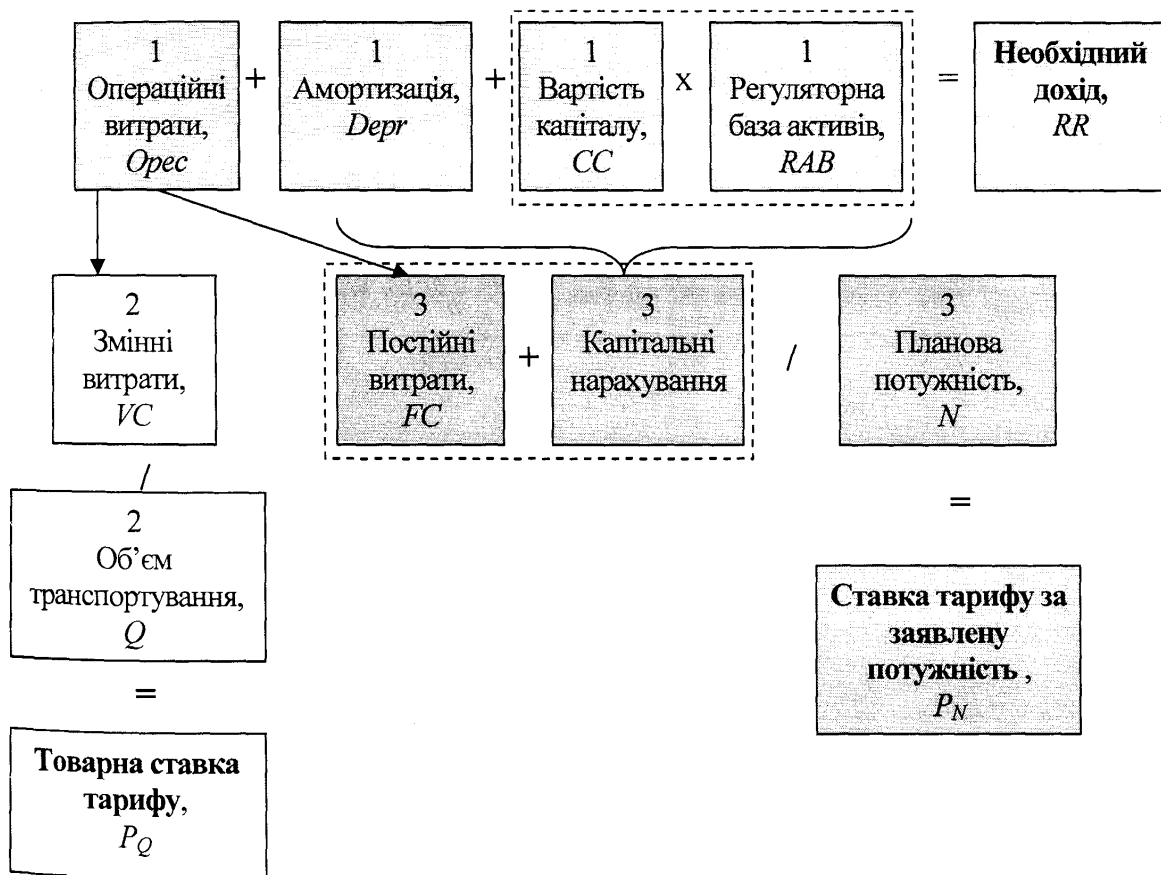 1
Операційні
витрати,
Opec
+
1
Амортизація,
Depr
+
1
Вартість
капіталу,
CC
x
1
Регуляторна
база активів,
RAB
=
Необхідний
дохід,
RR
2
Змінні
витрати,
VC
3
Постійні
витрати,
FC
+
3
Капітальні
нарахування
/
3
Планова
потужність,
N
/
2
Об’єм
транспортування,
Q
=
Товарна ставка
тарифу,
P_Q
=
Ставка тарифу за
заявлену
потужність ,
P_N